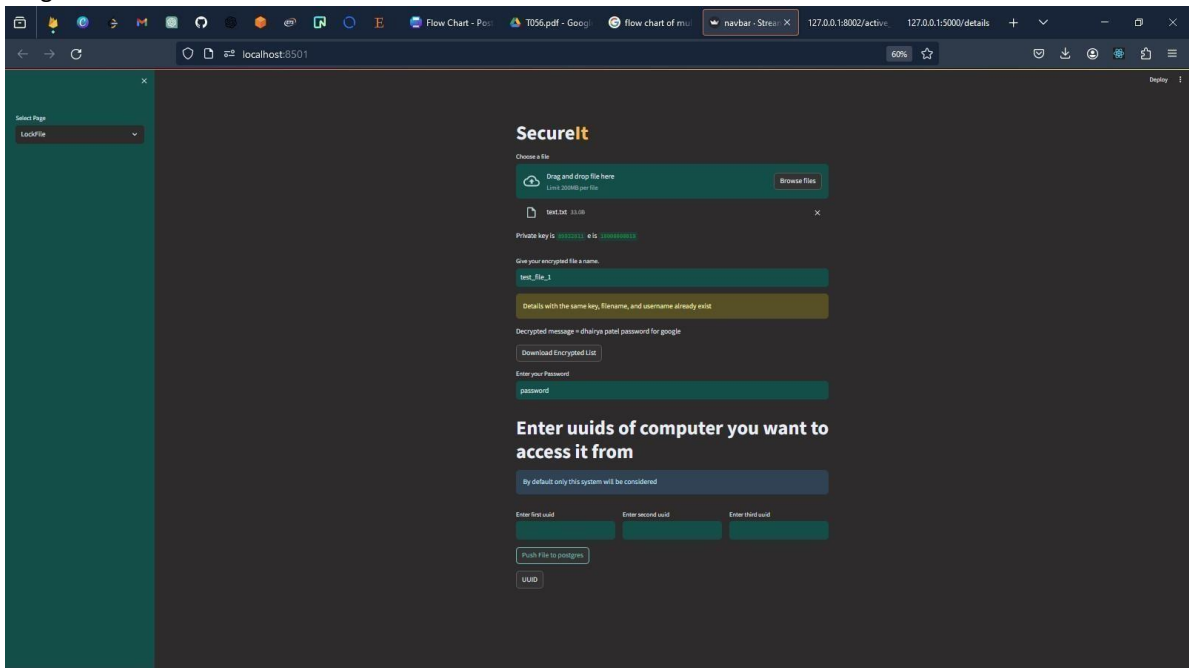 Flow Chart - Pos
T056.pdf - Googl
flow chart of mul
navbar - Strea
127.0.0.1:8002/active_
127.0.0.1:5000/details
localhost:8501
60%
Deploy
Select Page
LockFile
SecureIt
Choose a file
Drag and drop file here
Limit 200MB per file
Browse files
text.txt 33.0B
Private key is e is
Give your encrypted file a name.
test_file_1
Details with the same key, filename, and username already exist
Decrypted message = dhairya patel password for google
Download Encrypted List
Enter your Password
password
Enter uuids of computer you want to
access it from
By default only this system will be considered
Enter first uuid
Enter second uuid
Enter third uuid
Push File to postgres
UUID